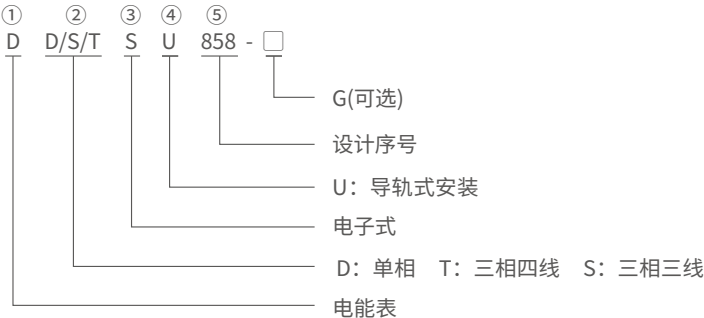 ① ② ③ ④ ⑤
D D/S/T S U 858 - □
G(可选)
设计序号
U：导轨式安装
电子式
D：单相 T：三相四线 S：三相三线
电能表